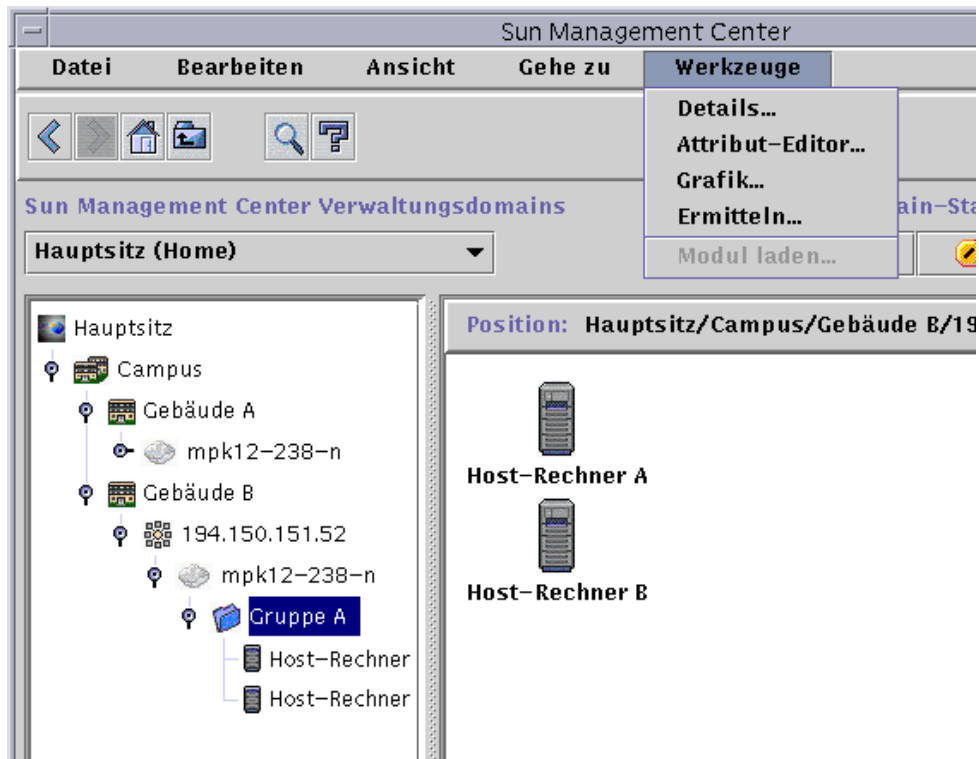 Sun Management Center
Datei Bearbeiten Ansicht Gehe zu Werkzeuge
Details...
Attribut-Editor...
Grafik...
Ermitteln...
Modul laden...
Sun Management Center Verwaltungsdomains
ain-Sta
Hauptsitz (Home)
Hauptsitz
Campus
Gebäude A
mpk12-238-n
Gebäude B
194.150.151.52
mpk12-238-n
Gruppe A
Host-Rechner
Host-Rechner
Position: Hauptsitz/Campus/Gebäude B/19
Host-Rechner A
Host-Rechner B